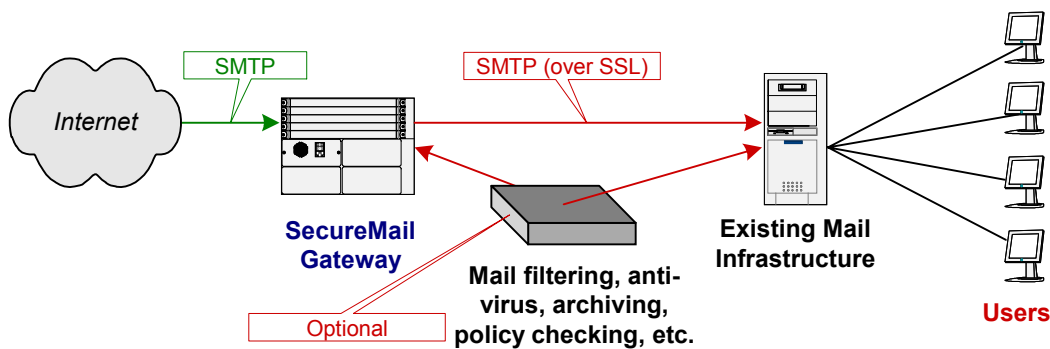 SMTP
SMTP (over SSL)
Internet
SecureMail
Gateway
Existing Mail
Infrastructure
Mail filtering, anti-
virus, archiving,
policy checking, etc.
Optional
Users